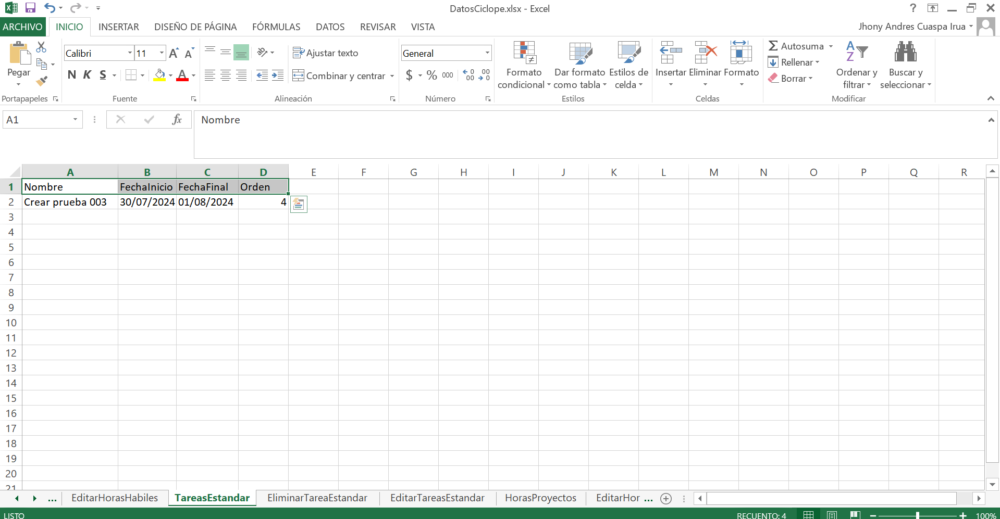 DatosCiclope.xlsx - Excel
?
ARCHIVO INICIO INSERTAR DISEÑO DE PÁGINA FÓRMULAS DATOS REVISAR VISTA Jhony Andres Cuaspa Irua
Calibri 11 A A Ajustar texto General
Pegar
N K S A Combinar y centrar $ % 000
Formato condicional
Dar formato como tabla
Estilos de celda
Insertar Eliminar Formato
Autosuma
Rellenar
Borrar
Ordenar y filtrar
Buscar y seleccionar
Portapapeles Fuente Alineación Número Estilos Celdas Modificar
A1 fx Nombre
A B C D E F G H I J K L M N O P Q R
1 Nombre FechaInicio FechaFinal Orden
2 Crear prueba 003 30/07/2024 01/08/2024 4
3
4
5
6
7
8
9
10
11
12
13
14
15
16
17
18
19
20
21
... EditarHorasHabiles TareasEstandar EliminarTareaEstandar EditarTareasEstandar HorasProyectos EditarHor ...
LISTO RECUENTO: 4 100%